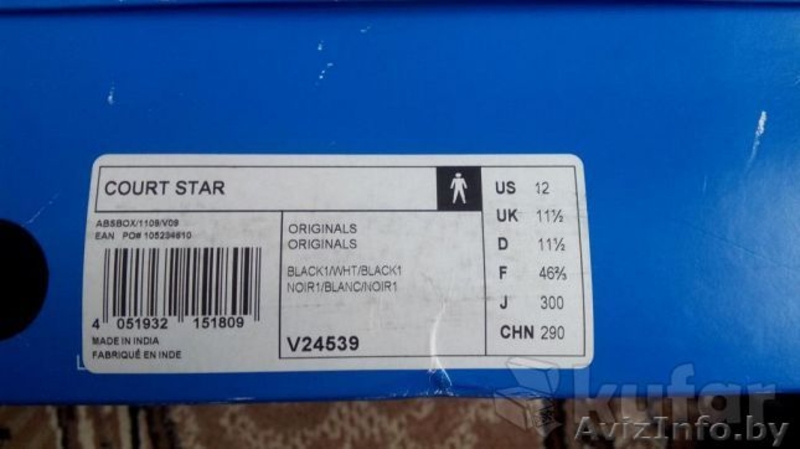 COURT STAR
ABSBOX/1109/V09
EAN PO# 105294610
4 051932 151809
MADE IN INDIA
FABRIQUÉ EN INDE
ORIGINALS
ORIGINALS
BLACK1/WHT/BLACK1
NOIR1/BLANC/NOIR1
V24539
US 12
UK 11½
D 11½
F 46⅔
J 300
CHN 290
kufar
AvizInfo.by